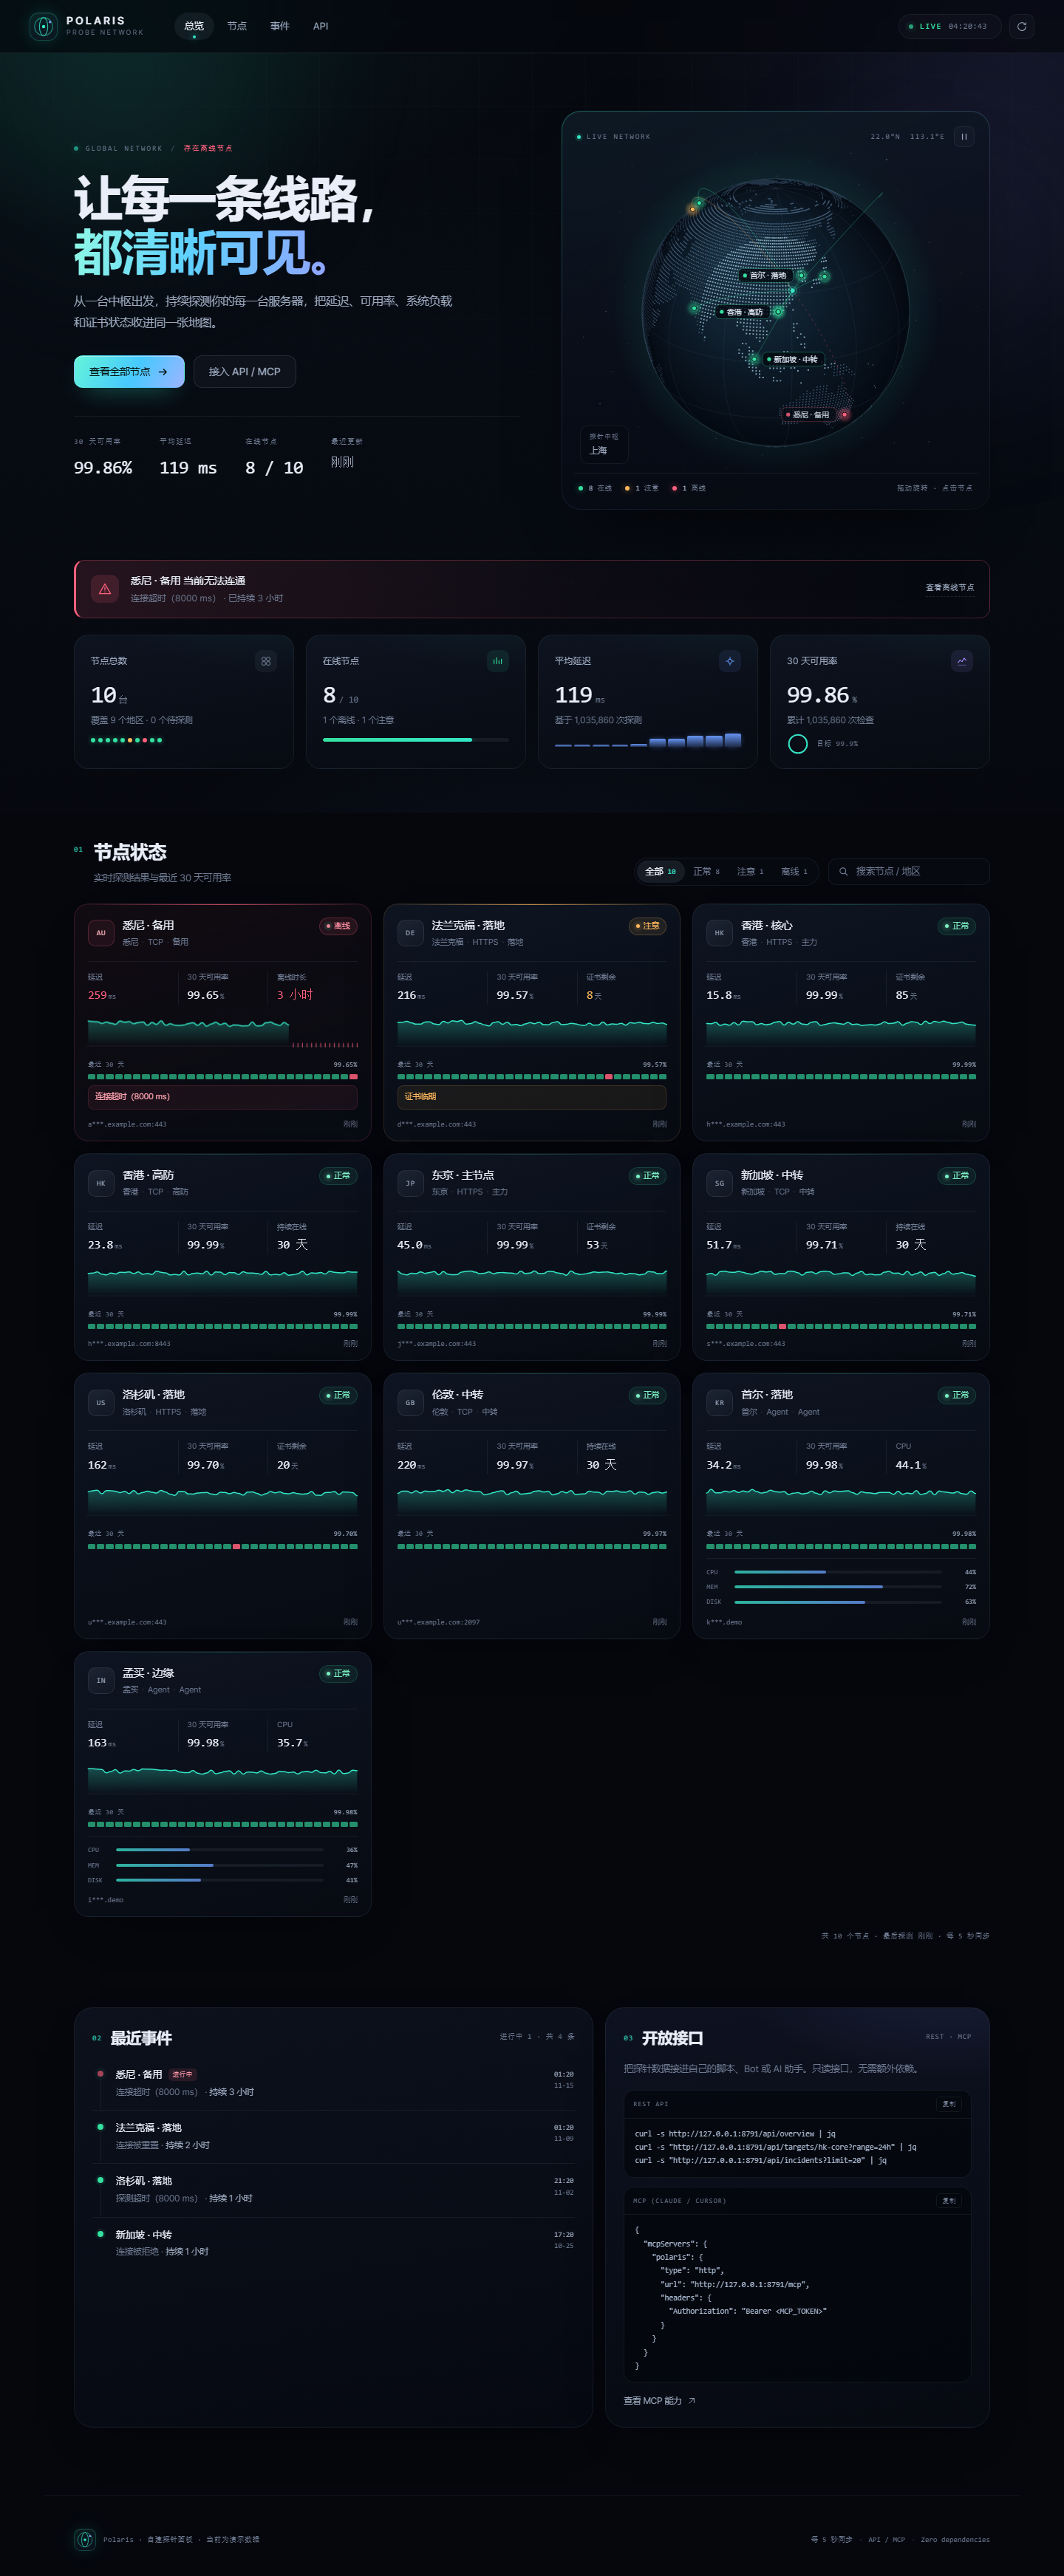 POLARIS
PROBE NETWORK
总览 节点 事件 API
LIVE 04:20:43
GLOBAL NETWORK / 存在离线节点
让每一条线路，
都清晰可见。
从一台中枢出发，持续探测你的每一台服务器，把延迟、可用率、系统负载
和证书状态收进同一张地图。
查看全部节点 →
接入 API / MCP
30 天可用率 平均延迟 在线节点 最近更新
99.86% 119 ms 8 / 10 刚刚
LIVE NETWORK
22.0°N 113.1°E
首尔 · 落地
香港 · 高防
新加坡 · 中转
悉尼 · 备用
探针中枢
上海
8 在线 1 注意 1 离线
拖动旋转 · 点击节点
悉尼 · 备用 当前无法连通
连接超时（8000 ms） · 已持续 3 小时
查看离线节点
节点总数
10 台
覆盖 9 个地区 · 0 个待探测
在线节点
8 / 10
1 个离线 · 1 个注意
平均延迟
119 ms
基于 1,035,860 次探测
30 天可用率
99.86 %
累计 1,035,860 次检查
目标 99.9%
01 节点状态
实时探测结果与最近 30 天可用率
全部 10 正常 8 注意 1 离线 1
搜索节点 / 地区
AU 悉尼 · 备用 离线
悉尼 · TCP · 备用
延迟 30 天可用率 离线时长
259 ms 99.65 % 3 小时
最近 30 天 99.65%
连接超时（8000 ms）
a***.example.com:443 刚刚
DE 法兰克福 · 落地 注意
法兰克福 · HTTPS · 落地
延迟 30 天可用率 证书剩余
216 ms 99.57 % 8 天
最近 30 天 99.57%
证书临期
d***.example.com:443 刚刚
HK 香港 · 核心 正常
香港 · HTTPS · 主力
延迟 30 天可用率 证书剩余
15.8 ms 99.99 % 85 天
最近 30 天 99.99%
h***.example.com:443 刚刚
HK 香港 · 高防 正常
香港 · TCP · 高防
延迟 30 天可用率 持续在线
23.8 ms 99.99 % 30 天
最近 30 天 99.99%
h***.example.com:8443 刚刚
JP 东京 · 主节点 正常
东京 · HTTPS · 主力
延迟 30 天可用率 证书剩余
45.0 ms 99.99 % 53 天
最近 30 天 99.99%
j***.example.com:443 刚刚
SG 新加坡 · 中转 正常
新加坡 · TCP · 中转
延迟 30 天可用率 持续在线
51.7 ms 99.71 % 30 天
最近 30 天 99.71%
s***.example.com:443 刚刚
US 洛杉矶 · 落地 正常
洛杉矶 · HTTPS · 落地
延迟 30 天可用率 证书剩余
162 ms 99.70 % 20 天
最近 30 天 99.70%
u***.example.com:443 刚刚
GB 伦敦 · 中转 正常
伦敦 · TCP · 中转
延迟 30 天可用率 持续在线
220 ms 99.97 % 30 天
最近 30 天 99.97%
u***.example.com:2097 刚刚
KR 首尔 · 落地 正常
首尔 · Agent · Agent
延迟 30 天可用率 CPU
34.2 ms 99.98 % 44.1 %
最近 30 天 99.98%
CPU 44%
MEM 72%
DISK 63%
k***.demo 刚刚
IN 孟买 · 边缘 正常
孟买 · Agent · Agent
延迟 30 天可用率 CPU
163 ms 99.98 % 35.7 %
最近 30 天 99.98%
CPU 36%
MEM 47%
DISK 41%
i***.demo 刚刚
共 10 个节点 · 最后探测 刚刚 · 每 5 秒同步
02 最近事件
进行中 1 · 共 4 条
悉尼 · 备用 进行中 01:20
连接超时（8000 ms） · 持续 3 小时 11-15
法兰克福 · 落地 01:20
连接被重置 · 持续 2 小时 11-09
洛杉矶 · 落地 21:20
探测超时（8000 ms） · 持续 1 小时 11-02
新加坡 · 中转 17:20
连接被拒绝 · 持续 1 小时 10-25
03 开放接口
REST · MCP
把探针数据接进自己的脚本、Bot 或 AI 助手。只读接口，无需额外依赖。
REST API 复制
curl -s http://127.0.0.1:8791/api/overview | jq
curl -s "http://127.0.0.1:8791/api/targets/hk-core?range=24h" | jq
curl -s "http://127.0.0.1:8791/api/incidents?limit=20" | jq
MCP (CLAUDE / CURSOR) 复制
{
"mcpServers": {
"polaris": {
"type": "http",
"url": "http://127.0.0.1:8791/mcp",
"headers": {
"Authorization": "Bearer <MCP_TOKEN>"
}
}
}
}
查看 MCP 能力 ↗
Polaris · 自建探针面板 · 当前为演示数据
每 5 秒同步 · API / MCP · Zero dependencies